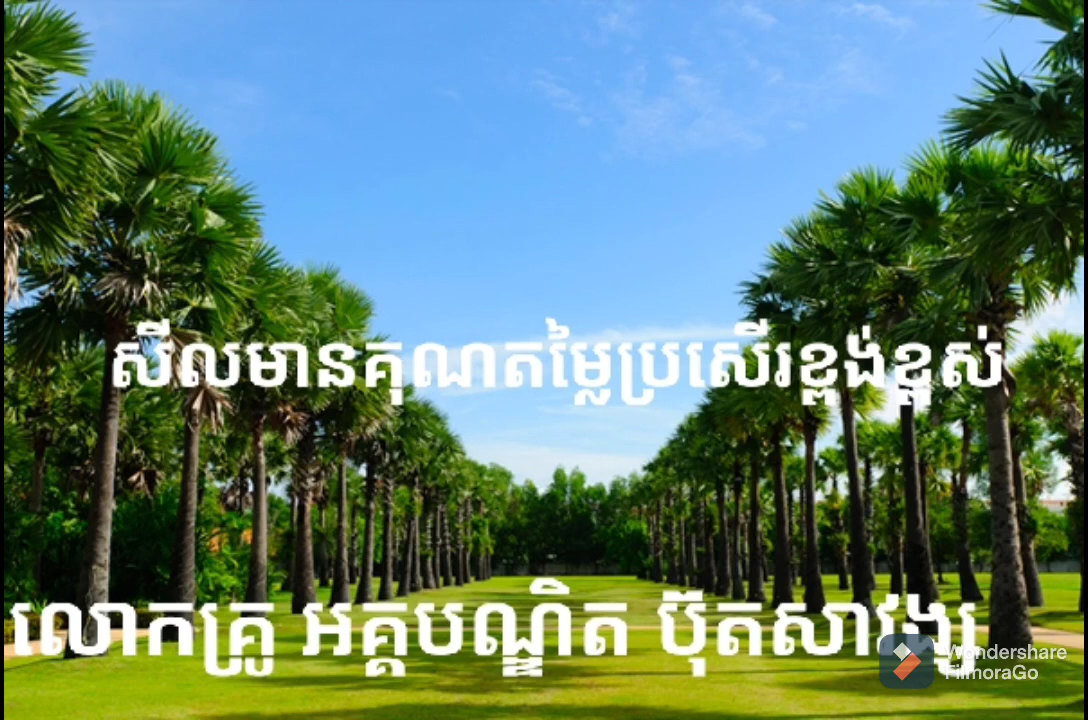 សីលមានគុណតម្លៃប្រសើរខ្ពង់ខ្ពស់
លោកគ្រូ អគ្គបណ្ឌិត ប៊ុតសាវង្ស
Wondershare
FilmoraGo